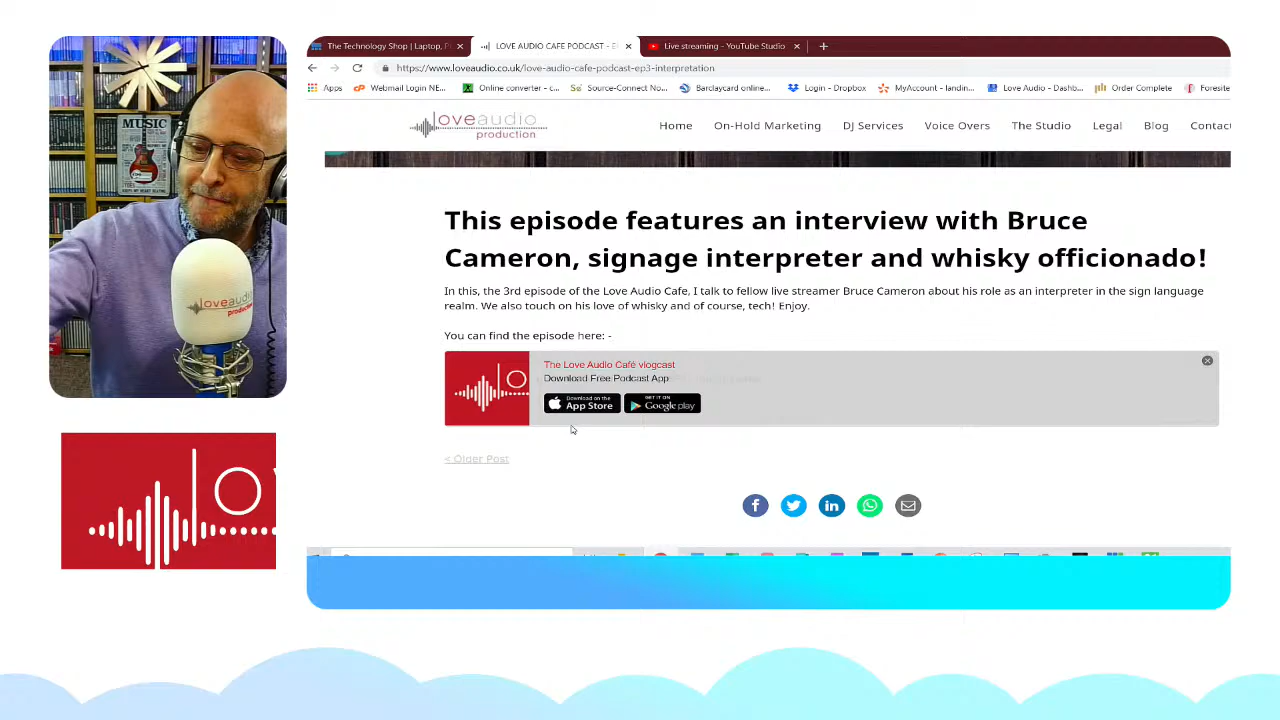 The Technology Shop | Laptop, P
LOVE AUDIO CAFE PODCAST - E
Live streaming - YouTube Studio
https://www.loveaudio.co.uk/love-audio-cafe-podcast-ep3-interpretation
Apps
Webmail Login NE...
Online converter - c...
Source-Connect No...
Barclaycard online...
Login - Dropbox
MyAccount - landin...
Love Audio - Dashb...
Order Complete
Foresite
loveaudio
production
Home
On-Hold Marketing
DJ Services
Voice Overs
The Studio
Legal
Blog
Contac
MUSIC
loveaudio
production
This episode features an interview with Bruce
Cameron, signage interpreter and whisky officionado!
In this, the 3rd episode of the Love Audio Cafe, I talk to fellow live streamer Bruce Cameron about his role as an interpreter in the sign language
realm. We also touch on his love of whisky and of course, tech! Enjoy.
You can find the episode here: -
The Love Audio Café vlogcast
Download Free Podcast App
Download on the
App Store
GET IT ON
Google play
< Older Post